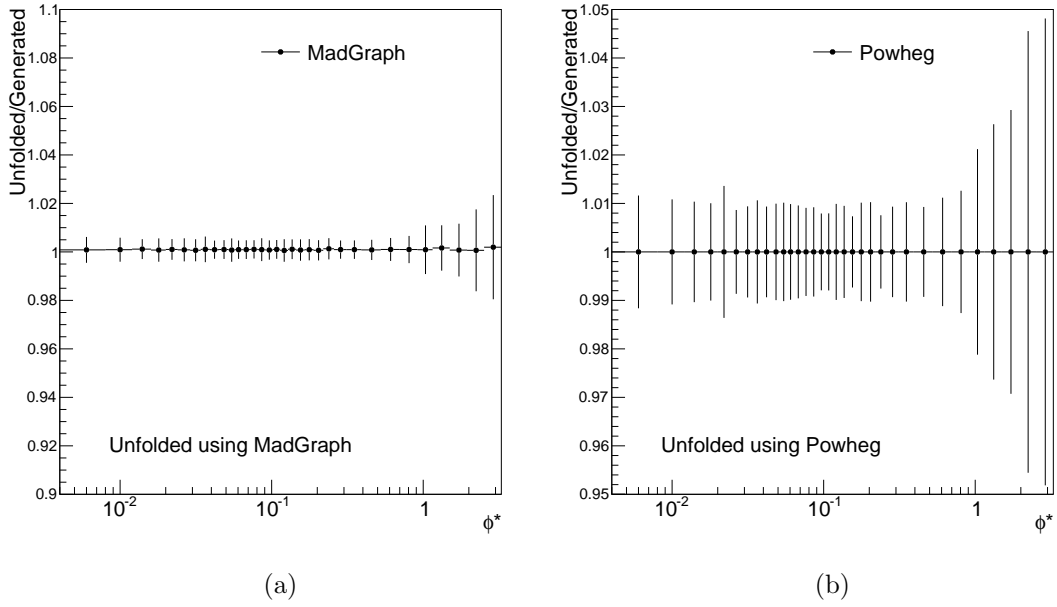 Unfolded/Generated
1.1
1.08
1.06
1.04
1.02
1
0.98
0.96
0.94
0.92
0.9
MadGraph
Unfolded using MadGraph
10⁻²
10⁻¹
1
ϕ*
(a)
Unfolded/Generated
1.05
1.04
1.03
1.02
1.01
1
0.99
0.98
0.97
0.96
0.95
Powheg
Unfolded using Powheg
10⁻²
10⁻¹
1
ϕ*
(b)